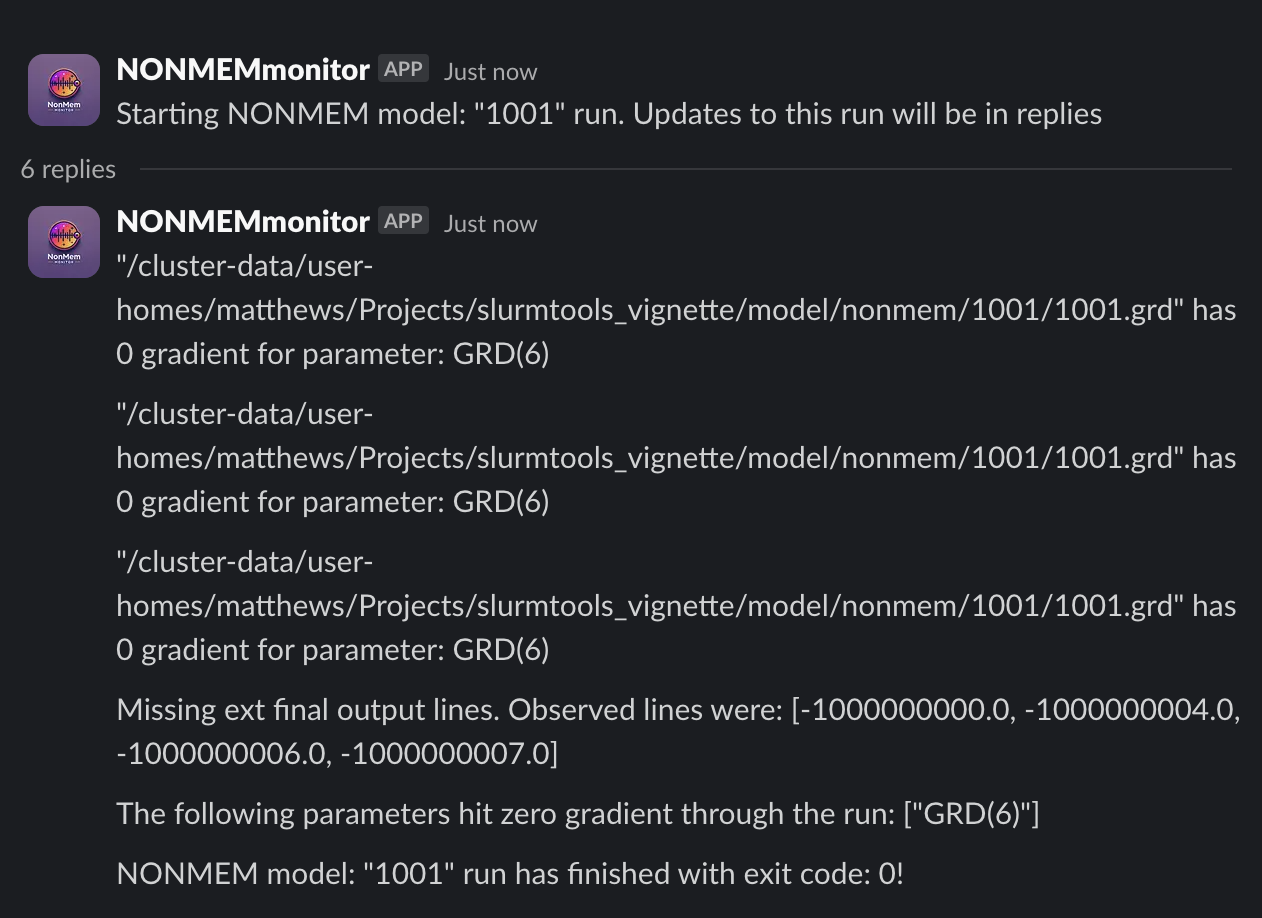 NonMem
MONITOR
NONMEMmonitor APP Just now
Starting NONMEM model: "1001" run. Updates to this run will be in replies
6 replies
NonMem
MONITOR
NONMEMmonitor APP Just now
"/cluster-data/user-
homes/matthews/Projects/slurmtools_vignette/model/nonmem/1001/1001.grd" has
0 gradient for parameter: GRD(6)
"/cluster-data/user-
homes/matthews/Projects/slurmtools_vignette/model/nonmem/1001/1001.grd" has
0 gradient for parameter: GRD(6)
"/cluster-data/user-
homes/matthews/Projects/slurmtools_vignette/model/nonmem/1001/1001.grd" has
0 gradient for parameter: GRD(6)
Missing ext final output lines. Observed lines were: [-1000000000.0, -1000000004.0,
-1000000006.0, -1000000007.0]
The following parameters hit zero gradient through the run: ["GRD(6)"]
NONMEM model: "1001" run has finished with exit code: 0!